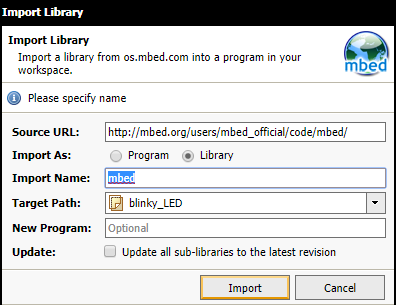 Import Library
Import Library
Import a library from os.mbed.com into a program in your
workspace.
mbed
Please specify name
Source URL: http://mbed.org/users/mbed_official/code/mbed/
Import As: Program Library
Import Name: mbed
Target Path: blinky_LED
New Program: Optional
Update: Update all sub-libraries to the latest revision
Import Cancel